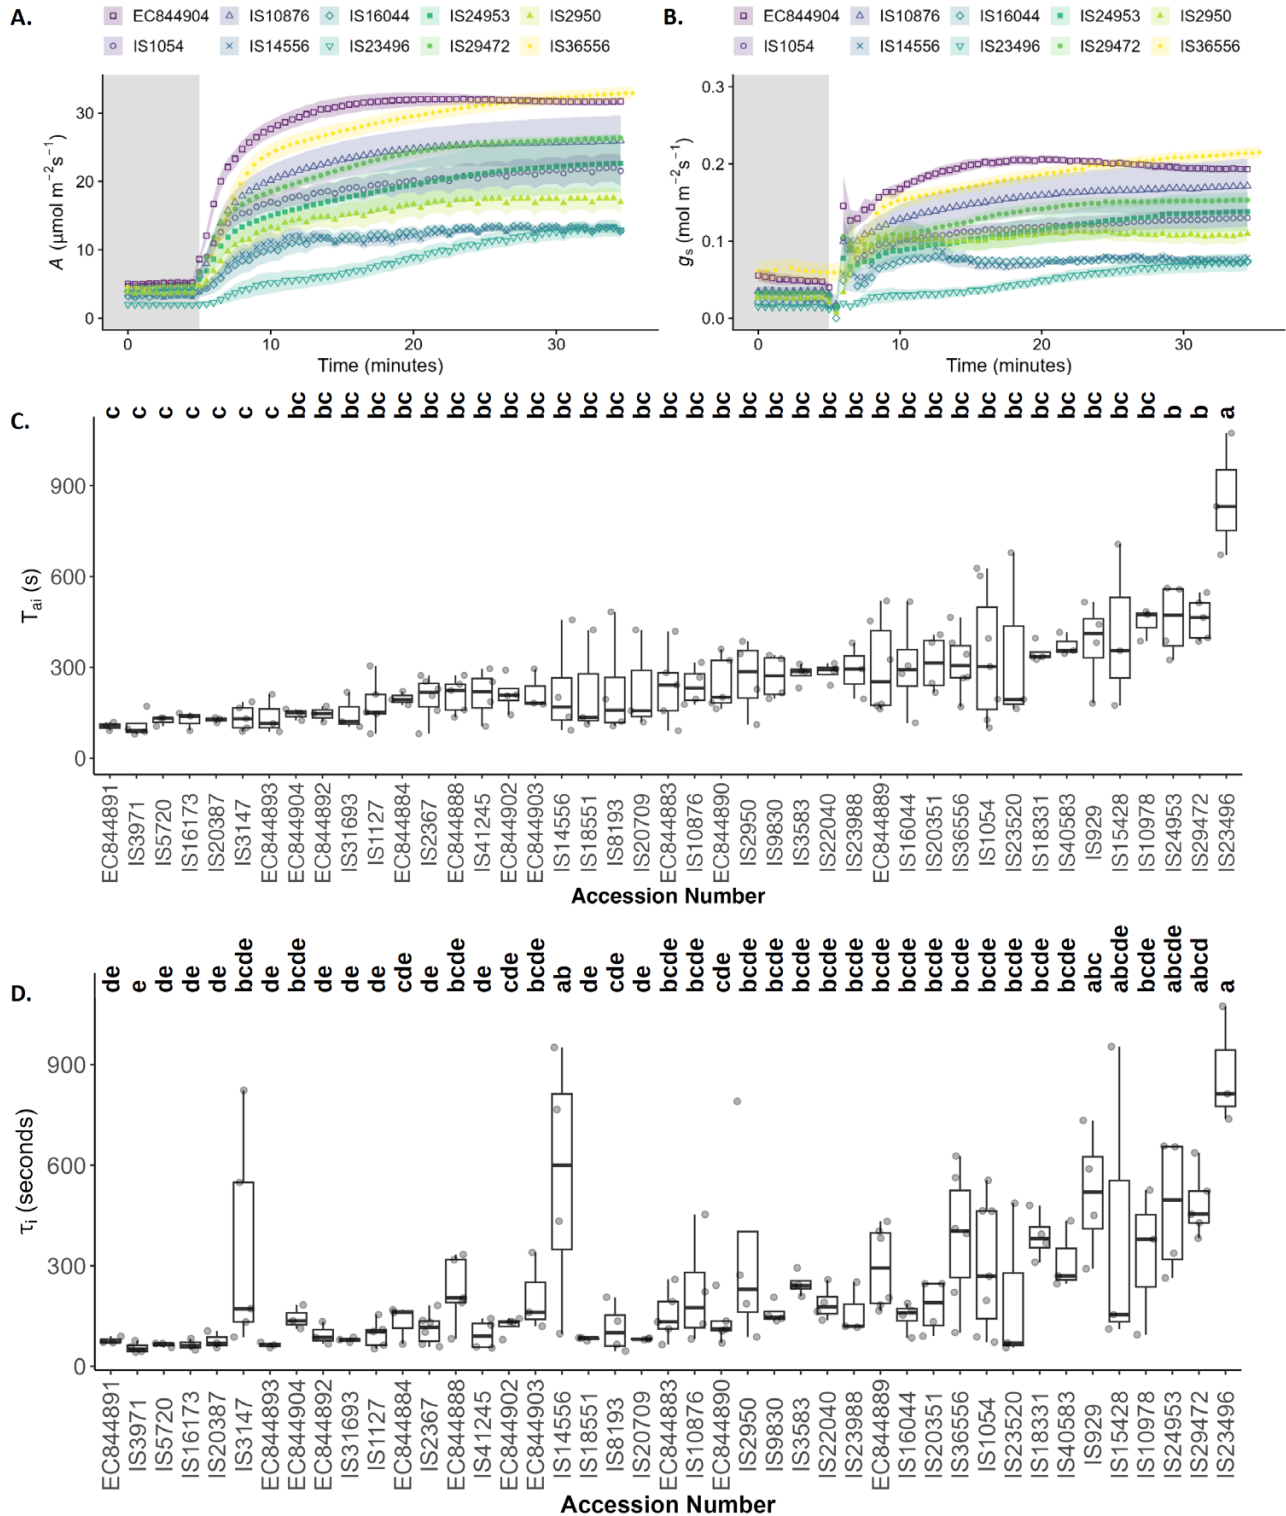 A.
EC844904 IS10876 IS16044 IS24953 IS2950
IS1054 IS14556 IS23496 IS29472 IS36556
30
20
10
0
A (µmol m⁻²s⁻¹)
0 10 20 30
Time (minutes)
B.
EC844904 IS10876 IS16044 IS24953 IS2950
IS1054 IS14556 IS23496 IS29472 IS36556
0.3
0.2
0.1
0.0
gs (mol m⁻²s⁻¹)
0 10 20 30
Time (minutes)
C.
c c c c c c c bc bc bc bc bc bc bc bc bc bc bc bc bc bc bc bc bc bc bc bc bc bc bc bc bc bc bc bc bc bc bc bc bc b b a
900
600
300
0
Tai (s)
EC844891 IS3971 IS5720 IS16173 IS20387 IS3147 EC844893 EC844904 EC844892 IS31693 IS1127 EC844884 IS2367 EC844888 IS41245 EC844902 EC844903 IS14556 IS18551 IS8193 IS20709 EC844883 IS10876 EC844890 IS2950 IS9830 IS3583 IS22040 IS23988 EC844889 IS16044 IS20351 IS36556 IS1054 IS23520 IS18331 IS40583 IS929 IS15428 IS10978 IS24953 IS29472 IS23496
Accession Number
D.
de e de de de bcde de bcde de de de cde de bcde de cde bcde ab de cde de bcde bcde cde bcde bcde bcde bcde bcde bcde bcde bcde bcde bcde bcde bcde bcde abc abcde bcde abcde abcd a
900
600
300
0
τi (seconds)
EC844891 IS3971 IS5720 IS16173 IS20387 IS3147 EC844893 EC844904 EC844892 IS31693 IS1127 EC844884 IS2367 EC844888 IS41245 EC844902 EC844903 IS14556 IS18551 IS8193 IS20709 EC844883 IS10876 EC844890 IS2950 IS9830 IS3583 IS22040 IS23988 EC844889 IS16044 IS20351 IS36556 IS1054 IS23520 IS18331 IS40583 IS929 IS15428 IS10978 IS24953 IS29472 IS23496
Accession Number